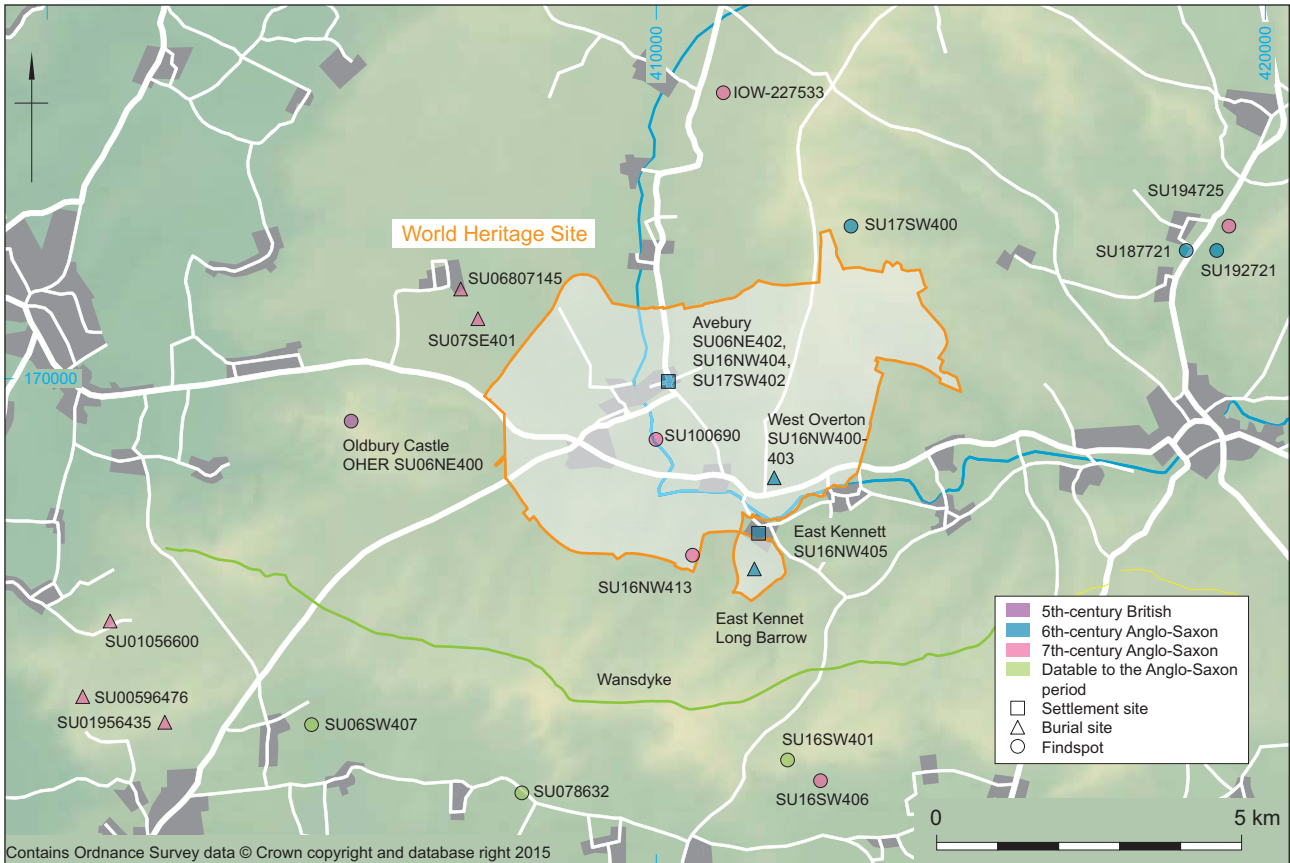 410000
420000
IOW-227533
SU194725
World Heritage Site
SU17SW400
SU187721
SU192721
SU06807145
SU07SE401
Avebury
SU06NE402,
SU16NW404,
SU17SW402
170000
West Overton
SU16NW400-
403
SU100690
Oldbury Castle
OHER SU06NE400
East Kennett
SU16NW405
SU16NW413
East Kennet
Long Barrow
SU01056600
Wansdyke
SU00596476
SU01956435
SU06SW407
SU16SW401
SU078632
SU16SW406
5th-century British
6th-century Anglo-Saxon
7th-century Anglo-Saxon
Datable to the Anglo-Saxon
period
Settlement site
Burial site
Findspot
0 5 km
Contains Ordnance Survey data © Crown copyright and database right 2015